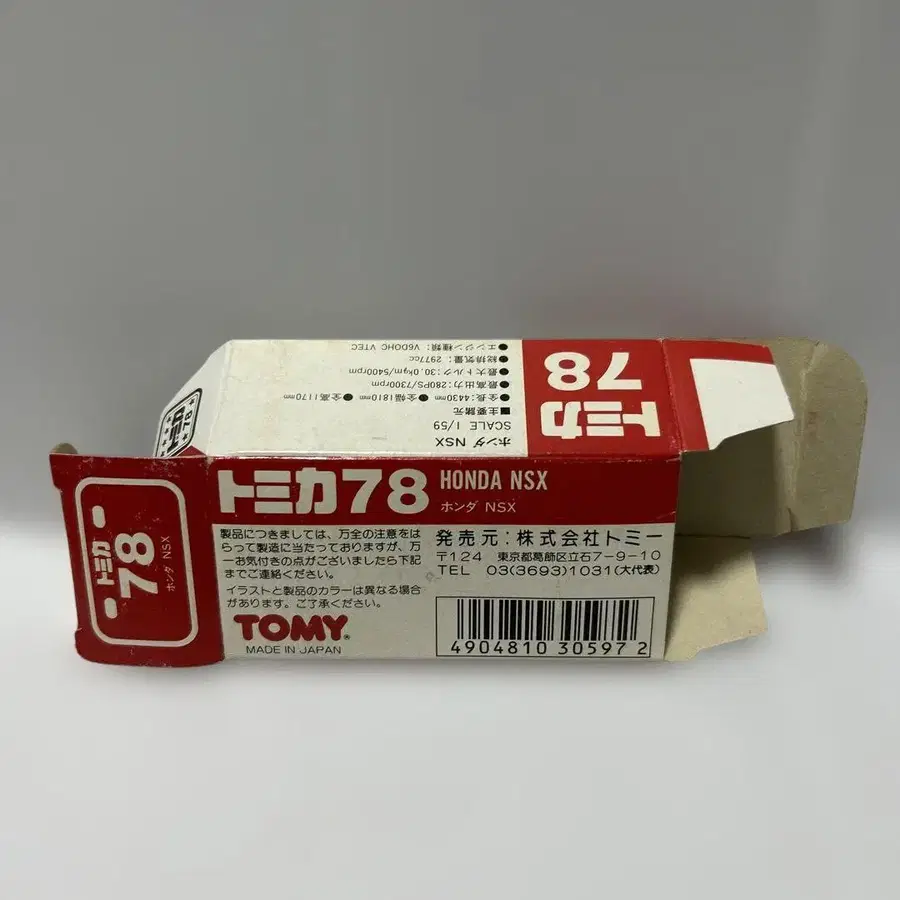 トミカ
78
ホンダ NSX
SCALE 1/59
■主要諸元
●全長:4430mm ●全幅1810mm ●全高1170mm
●最高出力:280PS/7300rpm
●最大トルク:30.0kgm/5400rpm
●総排気量:2977cc
●エンジン種類:V6DOHC VTEC
78
トミカ78
HONDA NSX
ホンダ NSX
トミカ
78
ホンダ NSX
製品につきましては、万全の注意をは
らって製造に当たっておりますが、万
一お気付きの点がございましたら下記
までご連絡ください。
イラストと製品のカラーは異なる場合
があります。ご了承ください。
TOMY
MADE IN JAPAN
発売元:株式会社トミー
〒124 東京都葛飾区立石7-9-10
TEL 03(3693)1031(大代表)
4904810 305972